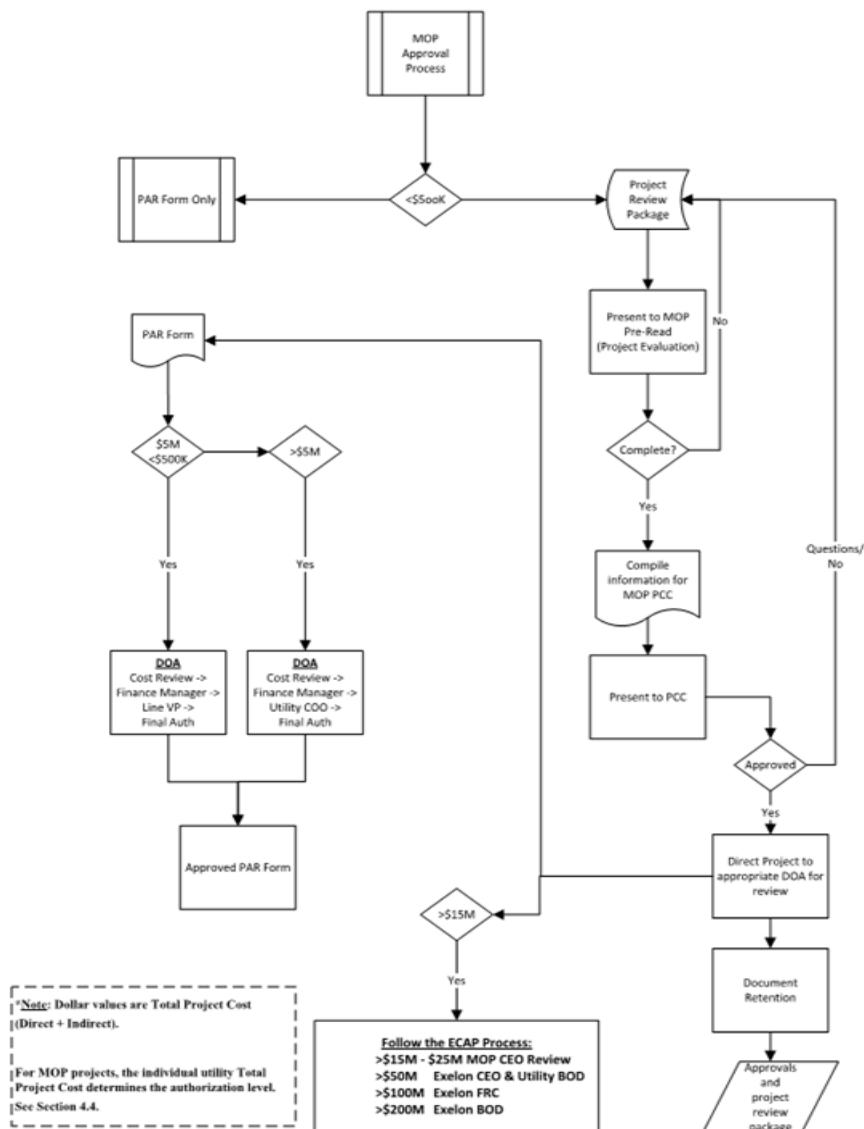 MOP
Approval
Process
PAR Form Only
<$5ooK
Project
Review
Package
Present to MOP
Pre-Read
(Project Evaluation)
No
PAR Form
$5M
<$500K
>$5M
Complete?
Yes
Yes
Yes
Questions/
No
Compile
information for
MOP PCC
DOA
Cost Review ->
Finance Manager ->
Line VP ->
Final Auth
DOA
Cost Review ->
Finance Manager ->
Utility COO ->
Final Auth
Present to PCC
Approved
Yes
Approved PAR Form
Direct Project to
appropriate DOA for
review
>$15M
Yes
Document
Retention
*Note: Dollar values are Total Project Cost
(Direct + Indirect).
For MOP projects, the individual utility Total
Project Cost determines the authorization level.
See Section 4.4.
Follow the ECAP Process:
>$15M - $25M MOP CEO Review
>$50M Exelon CEO & Utility BOD
>$100M Exelon FRC
>$200M Exelon BOD
Approvals
and
project
review
package